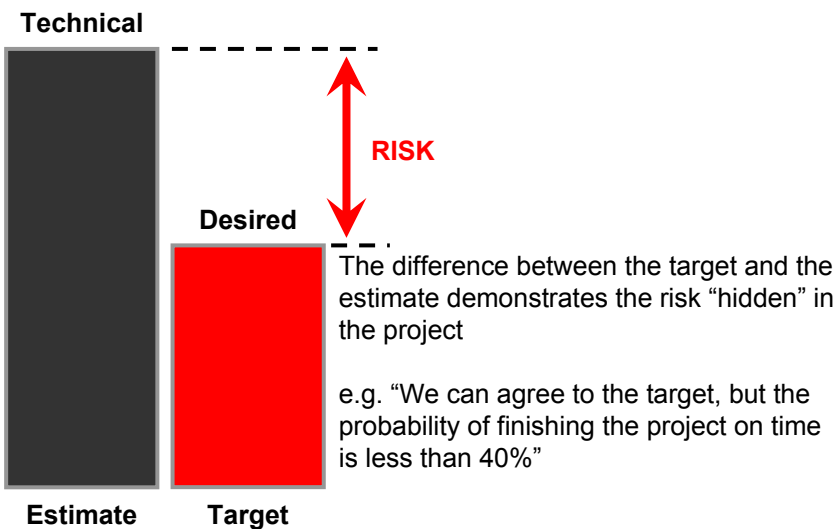 Technical
RISK
Desired
The difference between the target and the
estimate demonstrates the risk “hidden” in
the project
e.g. “We can agree to the target, but the
probability of finishing the project on time
is less than 40%”
Estimate
Target